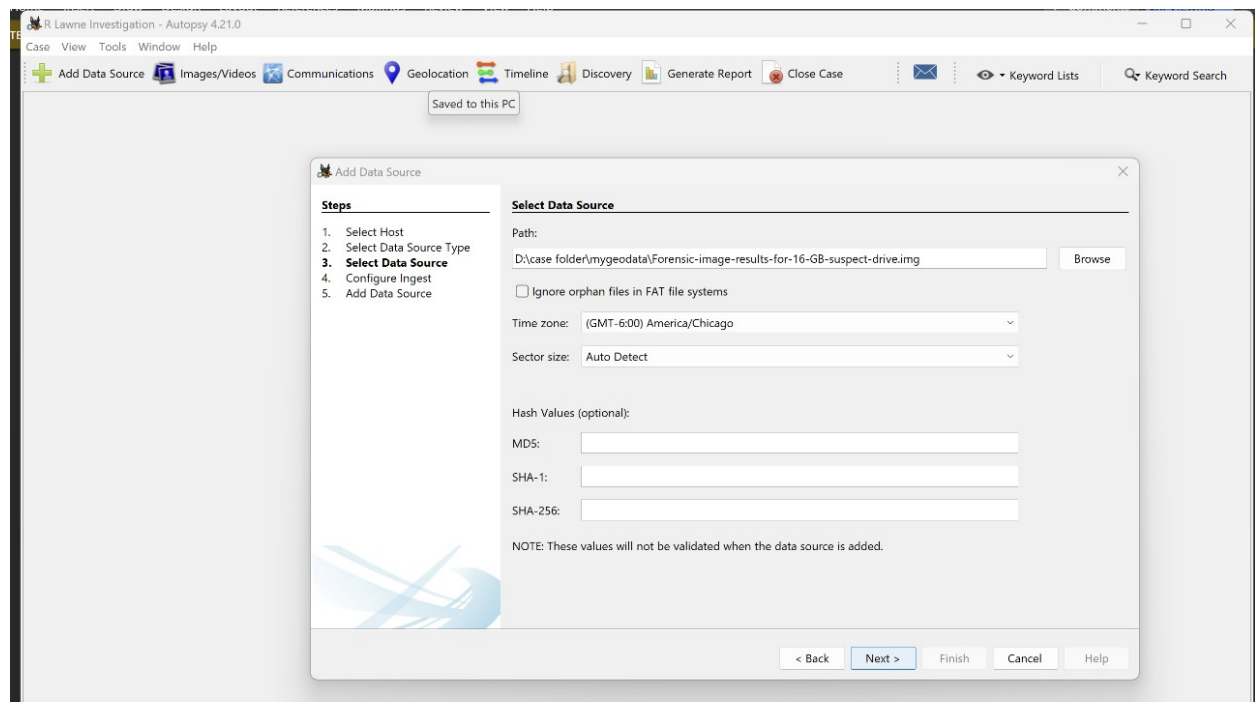 R Lawne Investigation - Autopsy 4.21.0
Case View Tools Window Help
Add Data Source Images/Videos Communications Geolocation Timeline Discovery Generate Report Close Case Keyword Lists Keyword Search
Saved to this PC
Add Data Source
Steps
1. Select Host
2. Select Data Source Type
3. Select Data Source
4. Configure Ingest
5. Add Data Source
Select Data Source
Path:
D:\case folder\mygeodata\Forensic-image-results-for-16-GB-suspect-drive.img Browse
Ignore orphan files in FAT file systems
Time zone: (GMT-6:00) America/Chicago
Sector size: Auto Detect
Hash Values (optional):
MD5:
SHA-1:
SHA-256:
NOTE: These values will not be validated when the data source is added.
< Back Next > Finish Cancel Help